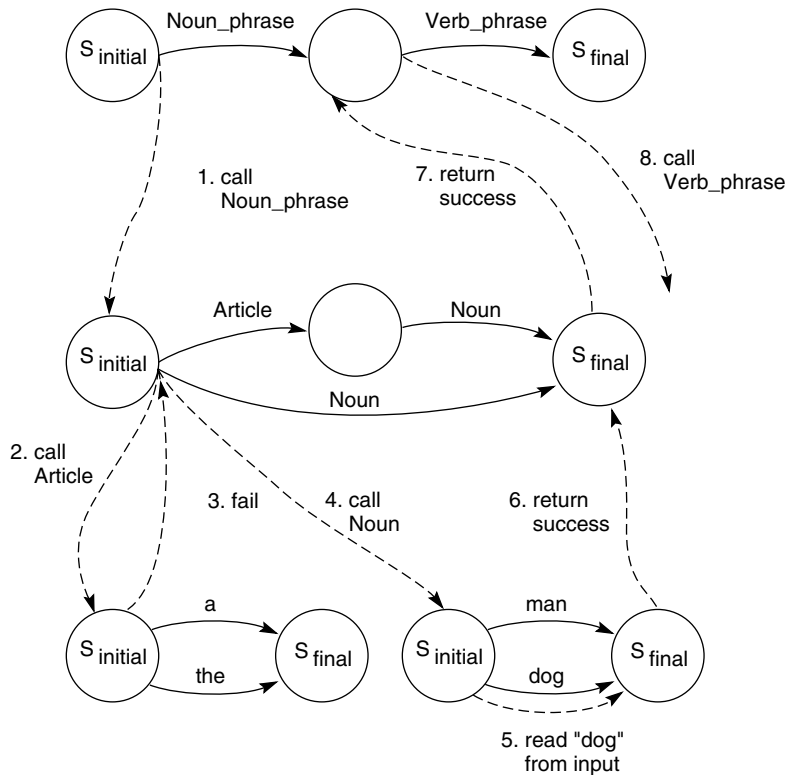 Noun_phrase
Verb_phrase
S initial
S final
1. call
Noun_phrase
7. return
success
8. call
Verb_phrase
Article
Noun
S initial
S final
Noun
2. call
Article
3. fail
4. call
Noun
6. return
success
a
man
S initial
S final
S initial
S final
the
dog
5. read "dog"
from input